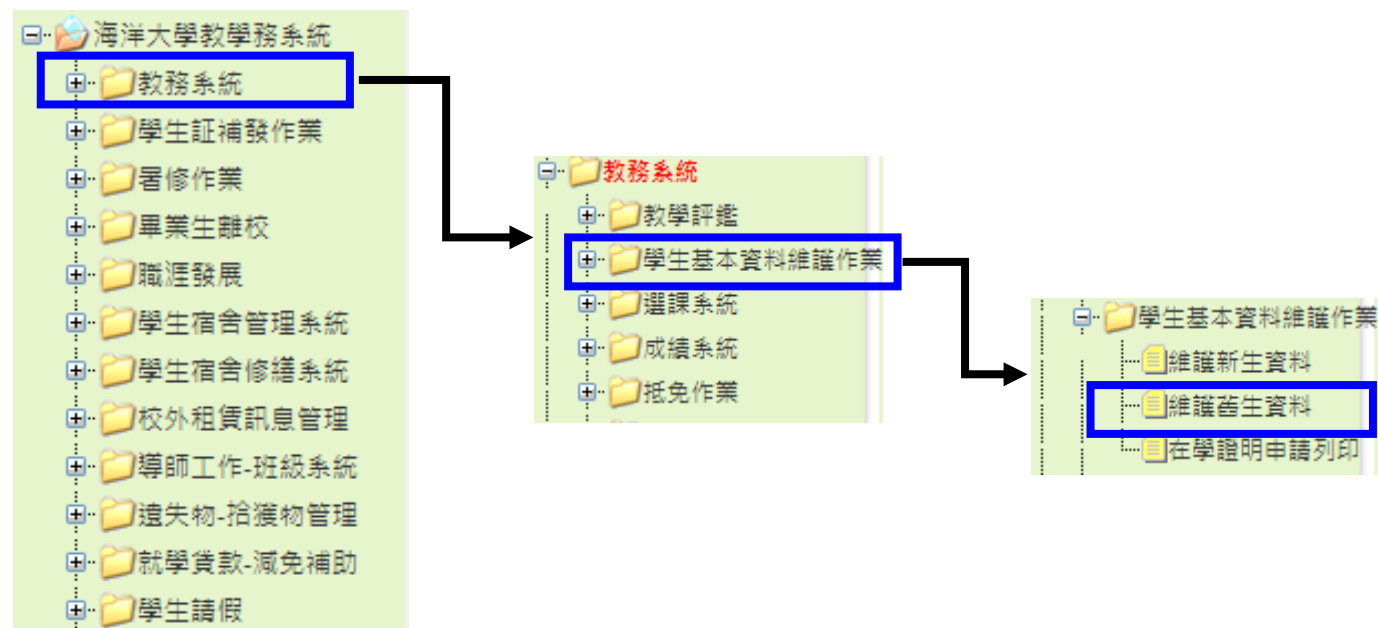 海洋大學教學務系統
教務系統
學生証補發作業
暑修作業
畢業生離校
職涯發展
學生宿舍管理系統
學生宿舍修繕系統
校外租賃訊息管理
導師工作-班級系統
遺失物-拾獲物管理
就學貸款-減免補助
學生請假
教務系統
教學評鑑
學生基本資料維護作業
選課系統
成績系統
抵免作業
學生基本資料維護作業
維護新生資料
維護舊生資料
在學證明申請列印